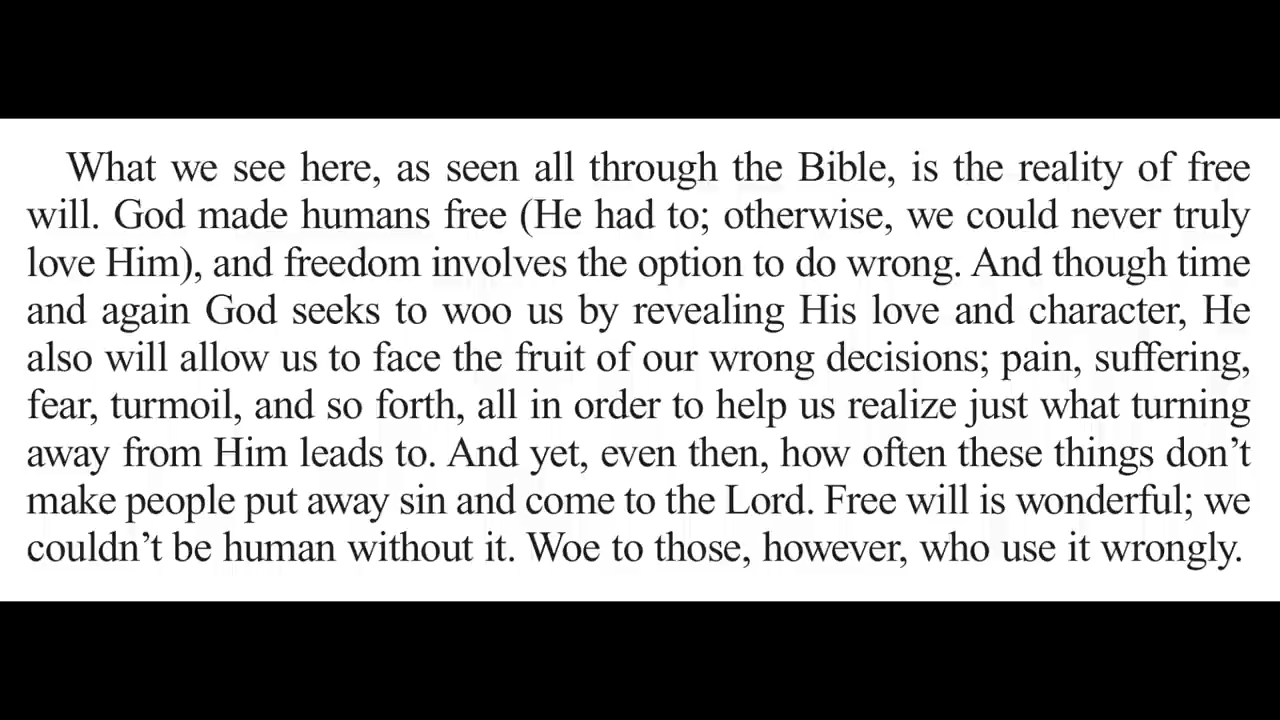 What we see here, as seen all through the Bible, is the reality of free
will. God made humans free (He had to; otherwise, we could never truly
love Him), and freedom involves the option to do wrong. And though time
and again God seeks to woo us by revealing His love and character, He
also will allow us to face the fruit of our wrong decisions; pain, suffering,
fear, turmoil, and so forth, all in order to help us realize just what turning
away from Him leads to. And yet, even then, how often these things don’t
make people put away sin and come to the Lord. Free will is wonderful; we
couldn’t be human without it. Woe to those, however, who use it wrongly.